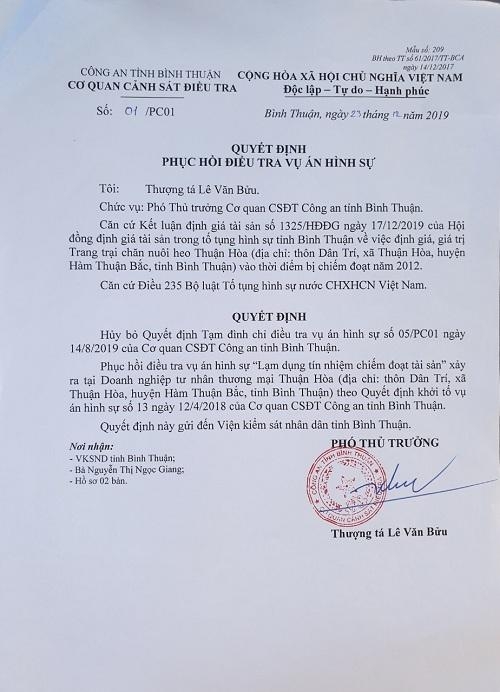 Mẫu số: 209
BH theo TT số 61/2017/TT-BCA
ngày 14/12/2017
CÔNG AN TỈNH BÌNH THUẬN
CƠ QUAN CẢNH SÁT ĐIỀU TRA
CỘNG HÒA XÃ HỘI CHỦ NGHĨA VIỆT NAM
Độc lập – Tự do – Hạnh phúc
Số: 01 /PC01
Bình Thuận, ngày 23 tháng 12 năm 2019
QUYẾT ĐỊNH
PHỤC HỒI ĐIỀU TRA VỤ ÁN HÌNH SỰ
Tôi: Thượng tá Lê Văn Bửu.
Chức vụ: Phó Thủ trưởng Cơ quan CSĐT Công an tỉnh Bình Thuận.
Căn cứ Kết luận định giá tài sản số 1325/HĐĐG ngày 17/12/2019 của Hội
đồng định giá tài sản trong tố tụng hình sự tỉnh Bình Thuận về việc định giá, giá trị
Trang trại chăn nuôi heo Thuận Hòa (địa chỉ: thôn Dân Trí, xã Thuận Hòa, huyện
Hàm Thuận Bắc, tỉnh Bình Thuận) vào thời điểm bị chiếm đoạt năm 2012.
Căn cứ Điều 235 Bộ luật Tố tụng hình sự nước CHXHCN Việt Nam.
QUYẾT ĐỊNH
Hủy bỏ Quyết định Tạm đình chỉ điều tra vụ án hình sự số 05/PC01 ngày
14/8/2019 của Cơ quan CSĐT Công an tỉnh Bình Thuận.
Phục hồi điều tra vụ án hình sự “Lạm dụng tín nhiệm chiếm đoạt tài sản” xảy
ra tại Doanh nghiệp tư nhân thương mại Thuận Hòa (địa chỉ: thôn Dân Trí, xã
Thuận Hòa, huyện Hàm Thuận Bắc, tỉnh Bình Thuận) theo Quyết định khởi tố vụ
án hình sự số 13 ngày 12/4/2018 của Cơ quan CSĐT Công an tỉnh Bình Thuận.
Quyết định này gửi đến Viện kiểm sát nhân dân tỉnh Bình Thuận.
Nơi nhận:
- VKSND tỉnh Bình Thuận;
- Bà Nguyễn Thị Ngọc Giang;
- Hồ sơ 02 bản.
PHÓ THỦ TRƯỞNG
CÔNG AN TỈNH BÌNH THUẬN
QUAN CẢNH SÁT
Thượng tá Lê Văn Bửu